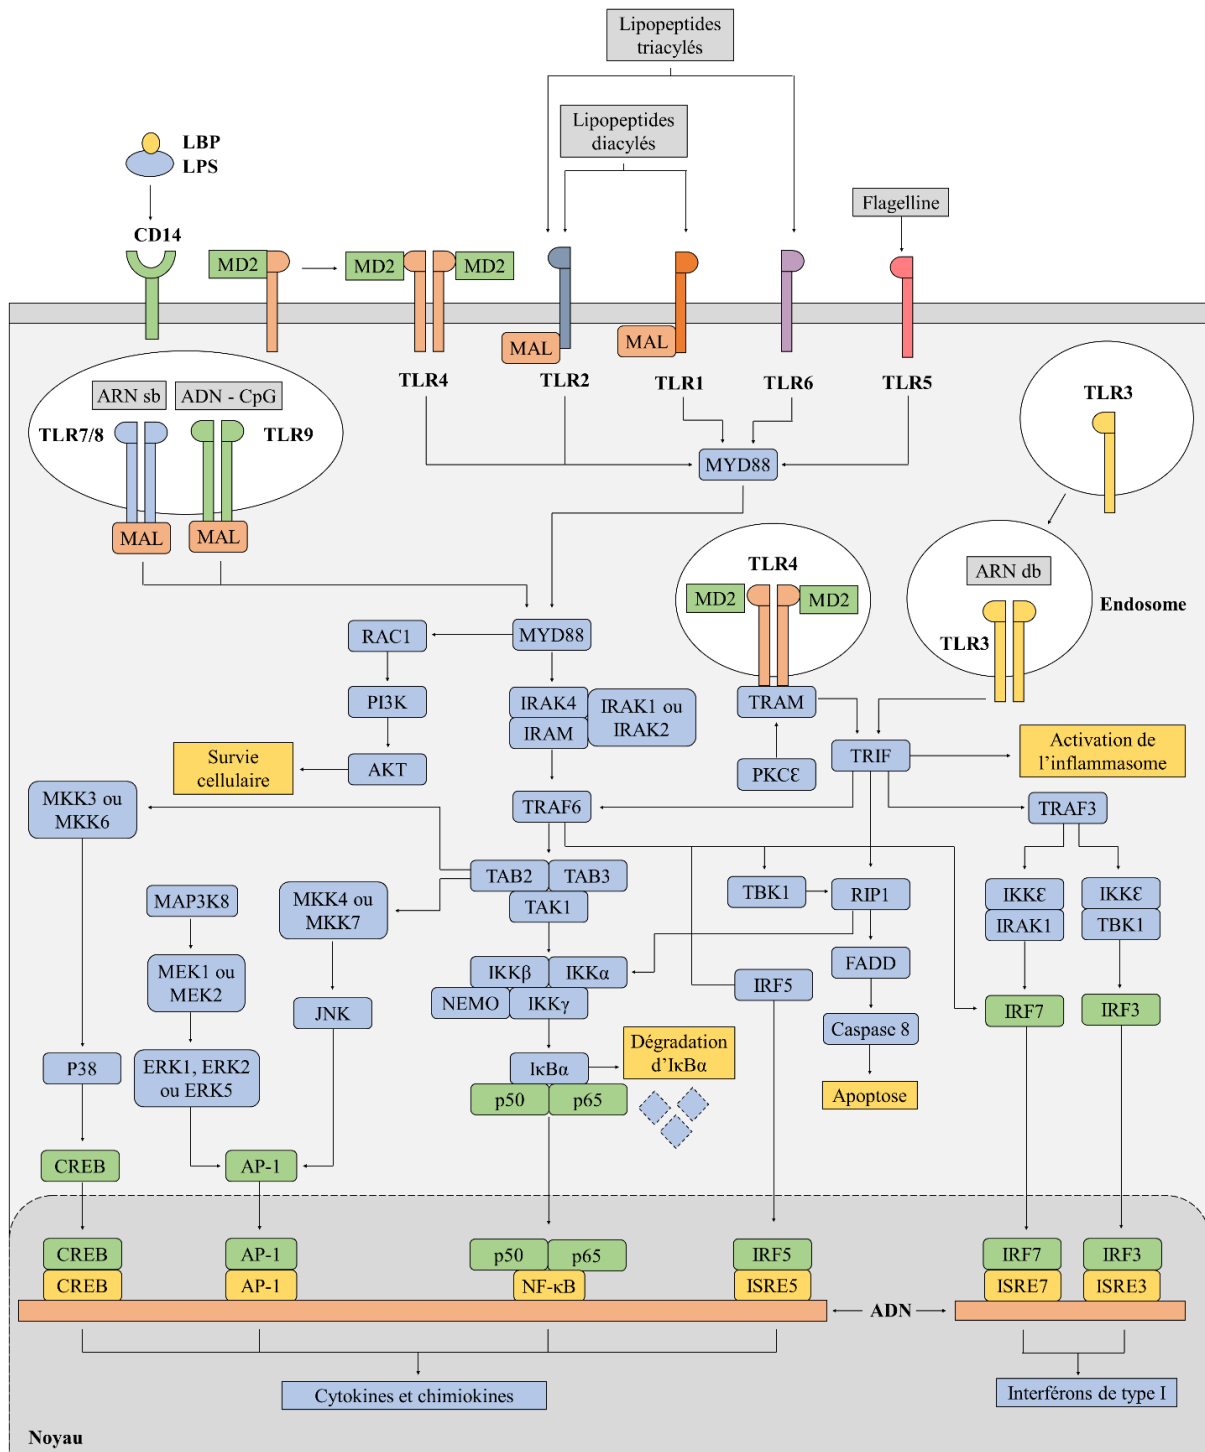 Lipopeptides
triacylés
Lipopeptides
diacylés
LBP
LPS
Flagelline
CD14
MD2
MD2
MD2
MAL
MAL
TLR4
TLR2
TLR1
TLR6
TLR5
TLR3
ARN sb
ADN - CpG
TLR7/8
TLR9
MYD88
MAL
MAL
TLR4
MD2
MD2
ARN db
Endosome
TLR3
RAC1
MYD88
PI3K
IRAK4
IRAM
IRAK1 ou
IRAK2
TRAM
Survie
cellulaire
AKT
PKCƐ
TRIF
Activation de
l'inflammasome
MKK3 ou
MKK6
TRAF6
TRAF3
MAP3K8
MKK4 ou
MKK7
TAB2
TAB3
TAK1
TBK1
RIP1
IKKƐ
IRAK1
IKKƐ
TBK1
MEK1 ou
MEK2
JNK
IKKβ
IKKα
NEMO
IKKγ
IRF5
FADD
IRF7
IRF3
Caspase 8
P38
ERK1, ERK2
ou ERK5
IκBα
p50
p65
Dégradation
d'IκBα
Apoptose
CREB
AP-1
CREB
CREB
AP-1
AP-1
p50
p65
NF-κB
IRF5
ISRE5
IRF7
ISRE7
IRF3
ISRE3
ADN
Cytokines et chimiokines
Interférons de type I
Noyau